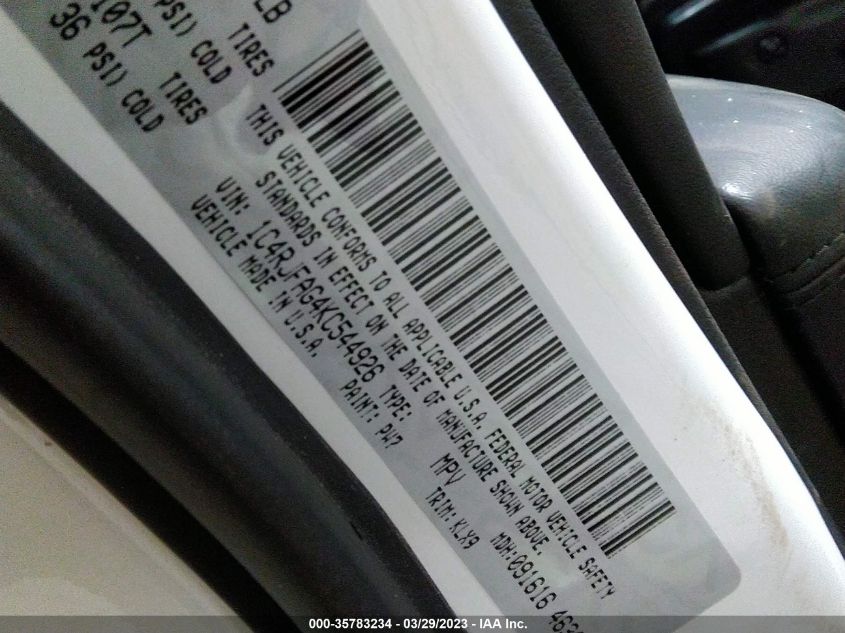 LB
107T TIRES
PSI) COLD
TIRES
36 PSI) COLD
THIS VEHICLE CONFORMS TO ALL APPLICABLE U.S.A. FEDERAL MOTOR VEHICLE SAFETY
STANDARDS IN EFFECT ON THE DATE OF MANUFACTURE SHOWN ABOVE.
VIN: 1C4RJFAG4KC544926 TYPE: MPV MDH:091616
VEHICLE MADE IN U.S.A. PAINT: PW7 TRIM: KLX9
000-35783234 - 03/29/2023 - IAA Inc.